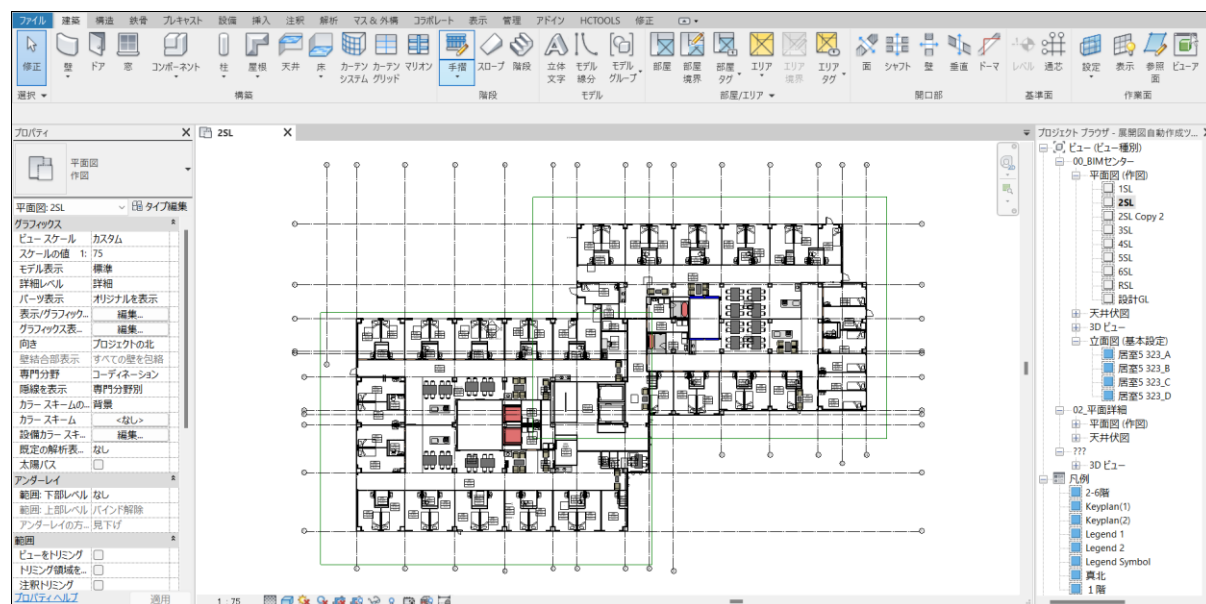 ファイル 建築 構造 鉄骨 プレキャスト 設備 挿入 注釈 解析 マス & 外構 コラボレート 表示 管理 アドイン HCTOOLS 修正
修正 壁 ドア 窓 コンポーネント 柱 屋根 天井 床 カーテン システム カーテン グリッド マリオン 手摺 スロープ 階段 立体 文字 モデル 線分 モデル グループ 部屋 部屋 境界 部屋 タグ エリア エリア 境界 エリア タグ 面 シャフト 壁 垂直 ドーマ レベル 通芯 設定 表示 参照 面 ビューア
選択 構築 階段 モデル 部屋/エリア 開口部 基準面 作業面
プロパティ
平面図
作図
平面図: 2SL タイプ編集
グラフィックス
ビュー スケール カスタム
スケールの値 1: 75
モデル表示 標準
詳細レベル 詳細
パーツ表示 オリジナルを表示
表示/グラフィック... 編集...
グラフィックス表... 編集...
向き プロジェクトの北
壁結合部表示 すべての壁を包絡
専門分野 コーディネーション
隠線を表示 専門分野別
カラー スキームの... 背景
カラー スキーム <なし>
設備カラー スキ... 編集...
既定の解析表... なし
太陽パス
アンダーレイ
範囲: 下部レベル なし
範囲: 上部レベル バインド解除
アンダーレイの方... 見下げ
範囲
ビューをトリミング
トリミング領域を...
注釈トリミング
プロパティ ヘルプ 適用
2SL
1 : 75
プロジェクト ブラウザ - 展開図自動作成ツ...
ビュー (ビュー種別)
00_BIMセンター
平面図 (作図)
1SL
2SL
2SL Copy 2
3SL
4SL
5SL
6SL
RSL
設計GL
天井伏図
3D ビュー
立面図 (基本設定)
居室5 323_A
居室5 323_B
居室5 323_C
居室5 323_D
02_平面詳細
平面図 (作図)
天井伏図
???
3D ビュー
凡例
2-6階
Keyplan(1)
Keyplan(2)
Legend 1
Legend 2
Legend Symbol
真北
１階